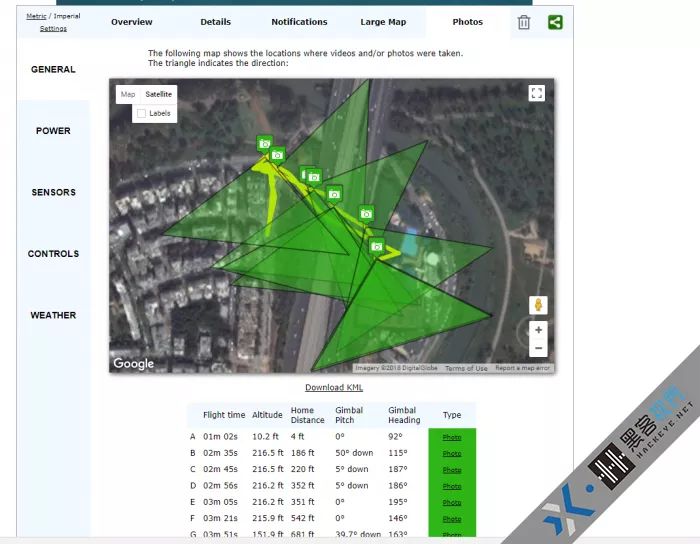 Metric / Imperial
Settings
Overview
Details
Notifications
Large Map
Photos
GENERAL
POWER
SENSORS
CONTROLS
WEATHER
The following map shows the locations where videos and/or photos were taken.
The triangle indicates the direction:
Map
Satellite
Labels
Google
Imagery ©2018 DigitalGlobe
Terms of Use
Report a map error
Download KML
Flight time Altitude Home Distance Gimbal Pitch Gimbal Heading Type
A 01m 02s 10.2 ft 4 ft 0° 92° Photo
B 02m 35s 216.5 ft 186 ft 50° down 115° Photo
C 02m 45s 216.5 ft 220 ft 5° down 187° Photo
D 02m 56s 216.2 ft 352 ft 5° down 186° Photo
E 03m 05s 216.2 ft 351 ft 0° 195° Photo
F 03m 21s 215.9 ft 542 ft 0° 146° Photo
G 03m 51s 151.9 ft 681 ft 39.7° down 163° Photo
黑客视界
HACKEYE.NET